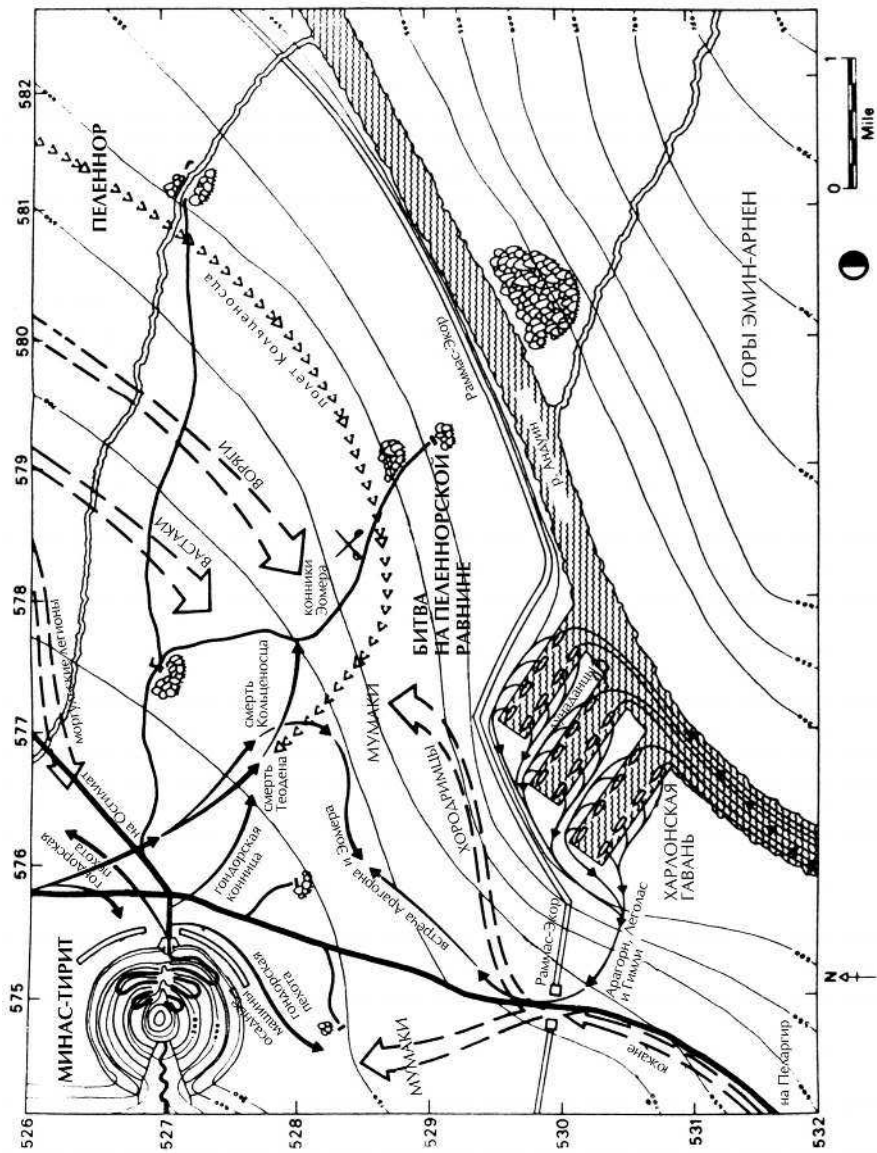 582
581
580
579
578
577
576
575
526
527
528
529
530
531
532
ПЕЛЕННОР
полет Кольценосца
ВОРЯГИ
ВАСТАКИ
моргульские легионы
конники
Эомера
БИТВА
НА ПЕЛЕННОРСКОЙ
РАВНИНЕ
смерть
Кольценосца
смерть
Теодена
МУМАКИ
на Осгилиат
гондорская
пехота
гондорская
конница
встреча Арагорна и Эомера
ХОРОДРИМЦЫ
МИНАС-ТИРИТ
осадные
машины
гондорская
пехота
МУМАКИ
Раммас-Экор
Раммас-Экор
р. Андуин
ГОРЫ ЭМИН-АРНЕН
ХАРЛОНСКАЯ
ГАВАНЬ
Арагорн, Леголас
и Гимли
южане
на Пеларгир
N
0
1
Mile